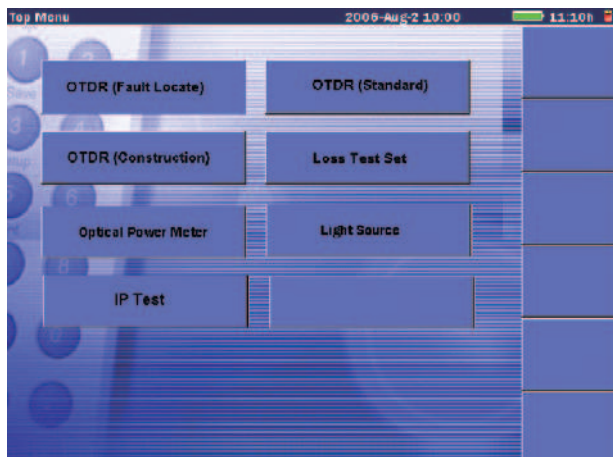 Top Menu 2006-Aug-2 10:00 11:10h
OTDR (Fault Locate) OTDR (Standard)
OTDR (Construction) Loss Test Set
Optical Power Meter Light Source
IP Test